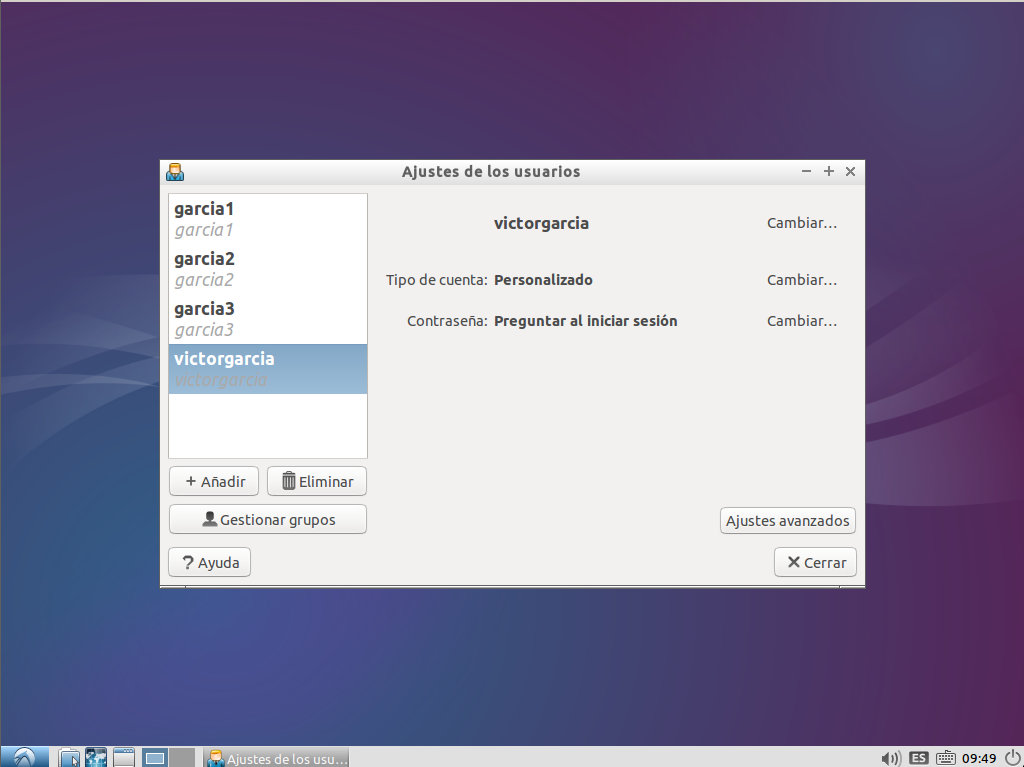 Ajustes de los usuarios
garcia1
garcia1
garcia2
garcia2
garcia3
garcia3
victorgarcia
victorgarcia
victorgarcia
Cambiar...
Tipo de cuenta: Personalizado
Cambiar...
Contraseña: Preguntar al iniciar sesión
Cambiar...
+ Añadir
Eliminar
Gestionar grupos
Ajustes avanzados
? Ayuda
Cerrar
Ajustes de los usu...
ES
09:49